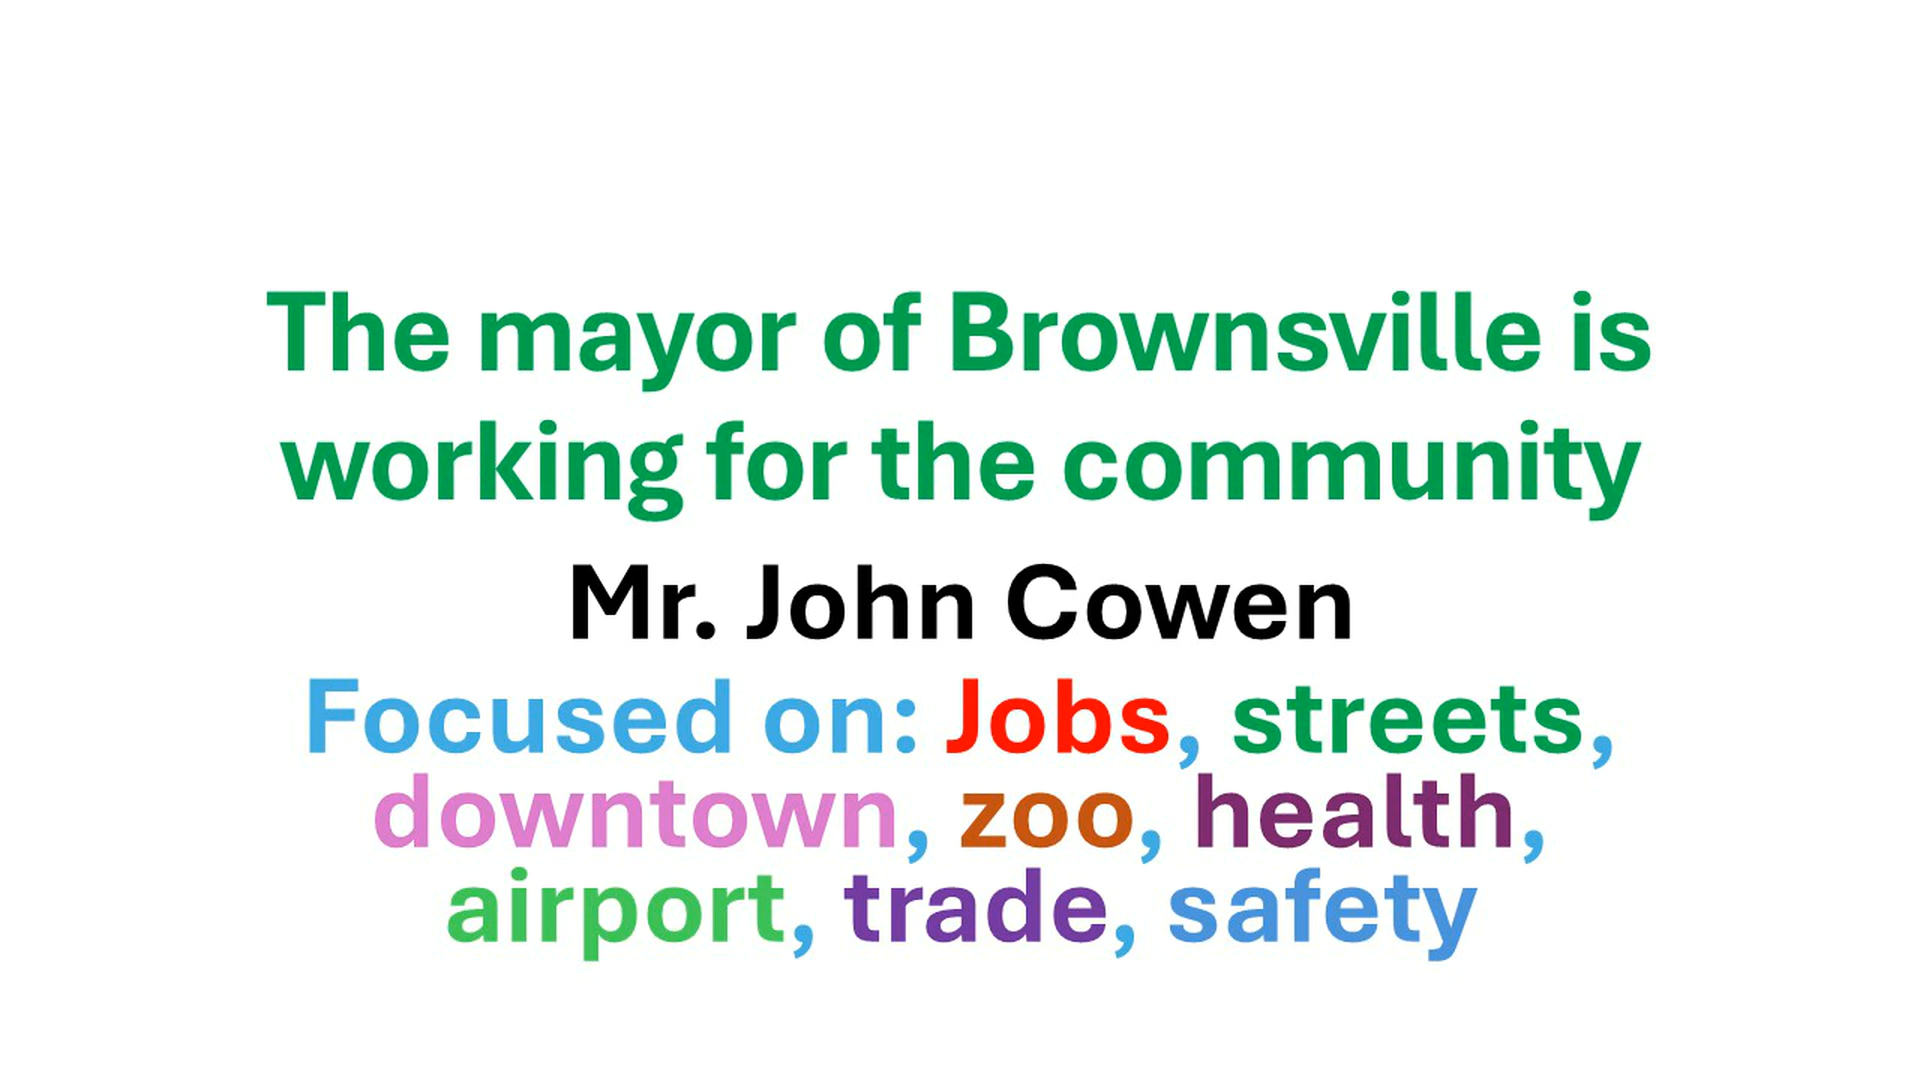 The mayor of Brownsville is
working for the community
Mr. John Cowen
Focused on: Jobs, streets,
downtown, zoo, health,
airport, trade, safety